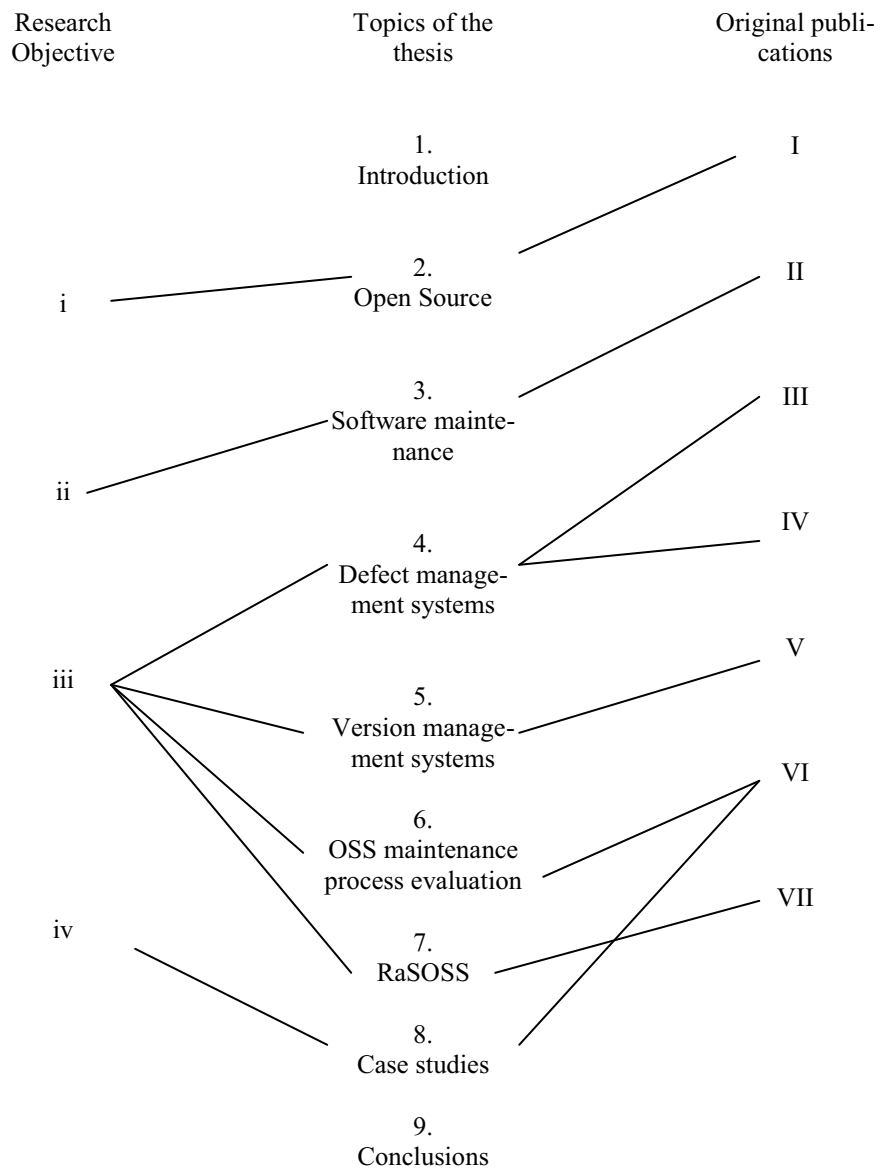 Research
Objective
Topics of the
thesis
Original publi-
cations
1.
Introduction
I
2.
Open Source
II
i
3.
Software mainte-
nance
III
ii
4.
Defect manage-
ment systems
IV
iii
5.
Version manage-
ment systems
V
6.
OSS maintenance
process evaluation
VI
iv
7.
RaSOSS
VII
8.
Case studies
9.
Conclusions